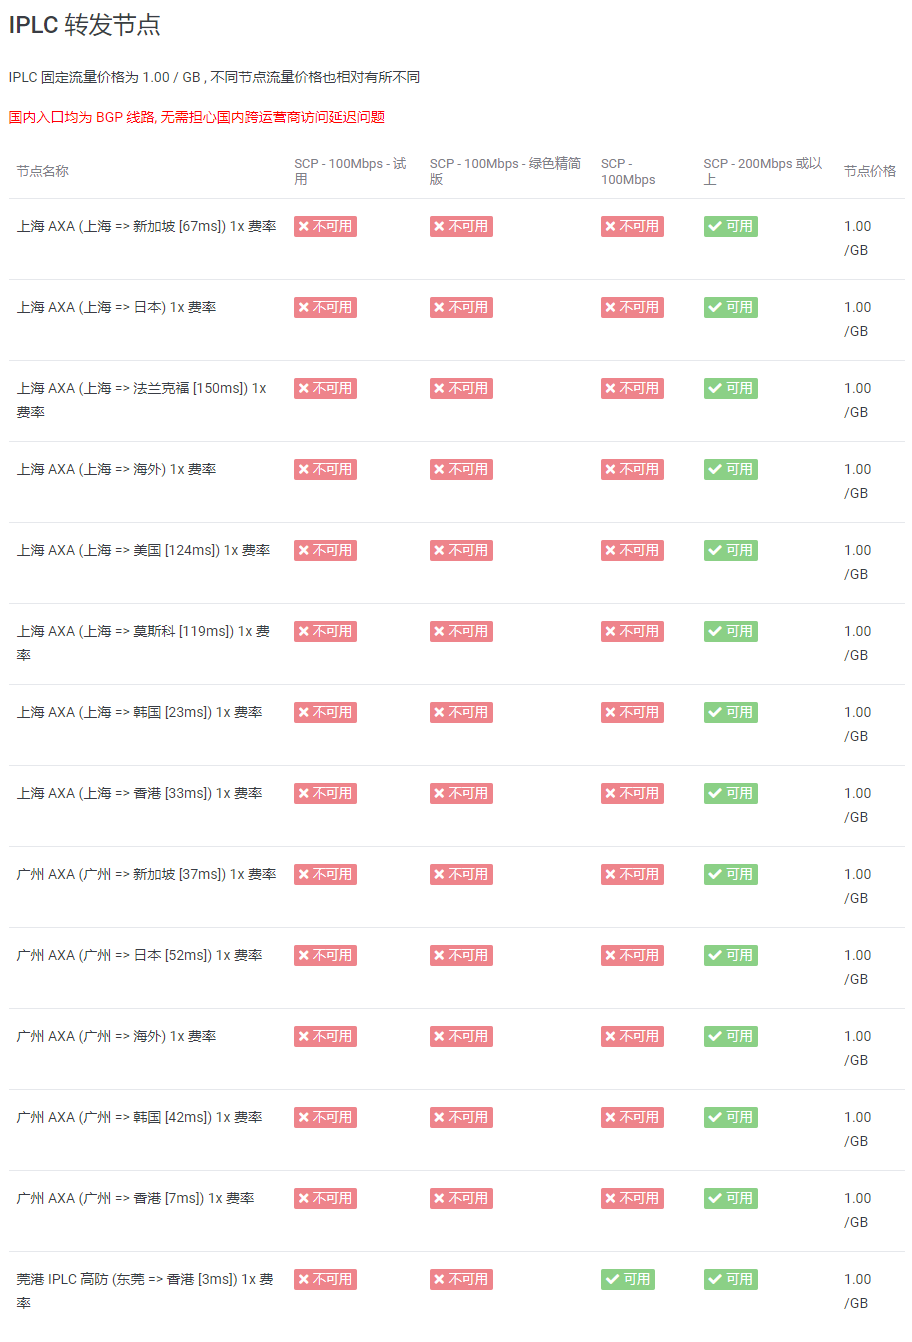 IPLC 转发节点
IPLC 固定流量价格为 1.00 / GB , 不同节点流量价格也相对有所不同
国内入口均为 BGP 线路, 无需担心国内跨运营商访问延迟问题
节点名称 SCP - 100Mbps - 试用 SCP - 100Mbps - 绿色精简版 SCP - 100Mbps SCP - 200Mbps 或以上 节点价格
上海 AXA (上海 => 新加坡 [67ms]) 1x 费率 不可用 不可用 不可用 可用 1.00 /GB
上海 AXA (上海 => 日本) 1x 费率 不可用 不可用 不可用 可用 1.00 /GB
上海 AXA (上海 => 法兰克福 [150ms]) 1x 费率 不可用 不可用 不可用 可用 1.00 /GB
上海 AXA (上海 => 海外) 1x 费率 不可用 不可用 不可用 可用 1.00 /GB
上海 AXA (上海 => 美国 [124ms]) 1x 费率 不可用 不可用 不可用 可用 1.00 /GB
上海 AXA (上海 => 莫斯科 [119ms]) 1x 费率 不可用 不可用 不可用 可用 1.00 /GB
上海 AXA (上海 => 韩国 [23ms]) 1x 费率 不可用 不可用 不可用 可用 1.00 /GB
上海 AXA (上海 => 香港 [33ms]) 1x 费率 不可用 不可用 不可用 可用 1.00 /GB
广州 AXA (广州 => 新加坡 [37ms]) 1x 费率 不可用 不可用 不可用 可用 1.00 /GB
广州 AXA (广州 => 日本 [52ms]) 1x 费率 不可用 不可用 不可用 可用 1.00 /GB
广州 AXA (广州 => 海外) 1x 费率 不可用 不可用 不可用 可用 1.00 /GB
广州 AXA (广州 => 韩国 [42ms]) 1x 费率 不可用 不可用 不可用 可用 1.00 /GB
广州 AXA (广州 => 香港 [7ms]) 1x 费率 不可用 不可用 不可用 可用 1.00 /GB
莞港 IPLC 高防 (东莞 => 香港 [3ms]) 1x 费率 不可用 不可用 可用 可用 1.00 /GB